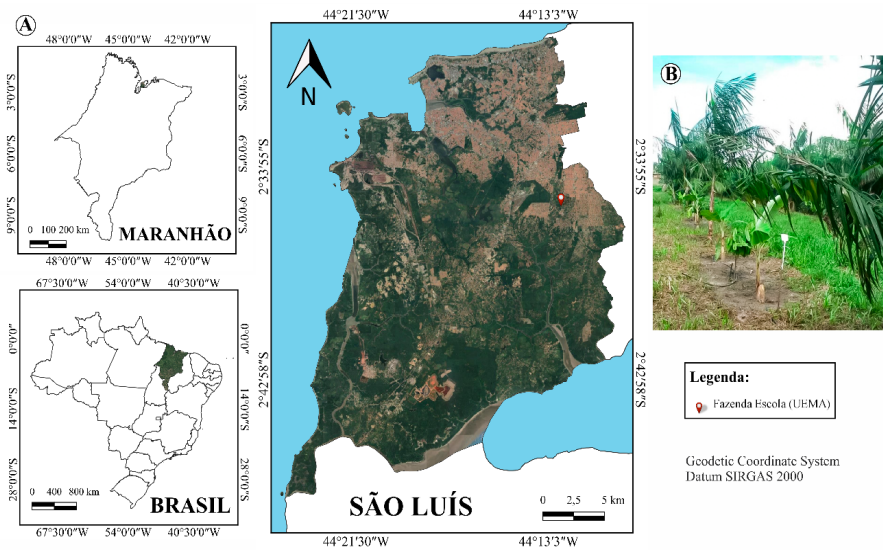 A
48°0'0"W 45°0'0"W 42°0'0"W
3°0'0"S 6°0'0"S 9°0'0"S
3°0'0"S 6°0'0"S 9°0'0"S
0 100 200 km
MARANHÃO
48°0'0"W 45°0'0"W 42°0'0"W
67°30'0"W 54°0'0"W 40°30'0"W
0°0'0" 14°0'0"S 28°0'0"S
0°0'0" 14°0'0"S 28°0'0"S
0 400 800 km
BRASIL
67°30'0"W 54°0'0"W 40°30'0"W
44°21'30"W 44°13'3"W
N
2°33'55"S 2°42'58"S
2°33'55"S 2°42'58"S
SÃO LUÍS
0 2,5 5 km
44°21'30"W 44°13'3"W
B
Legenda:
Fazenda Escola (UEMA)
Geodetic Coordinate System
Datum SIRGAS 2000